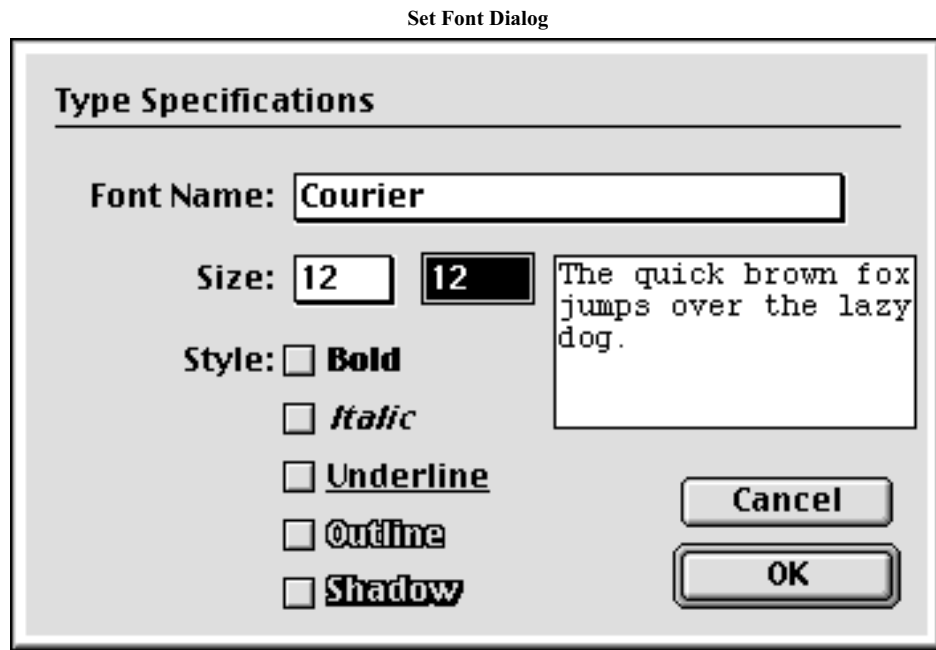 Set Font Dialog
Type Specifications
Font Name: Courier
Size: 12 12
The quick brown fox
jumps over the lazy
dog.
Style: Bold
Italic
Underline
Outline
Shadow
Cancel
OK